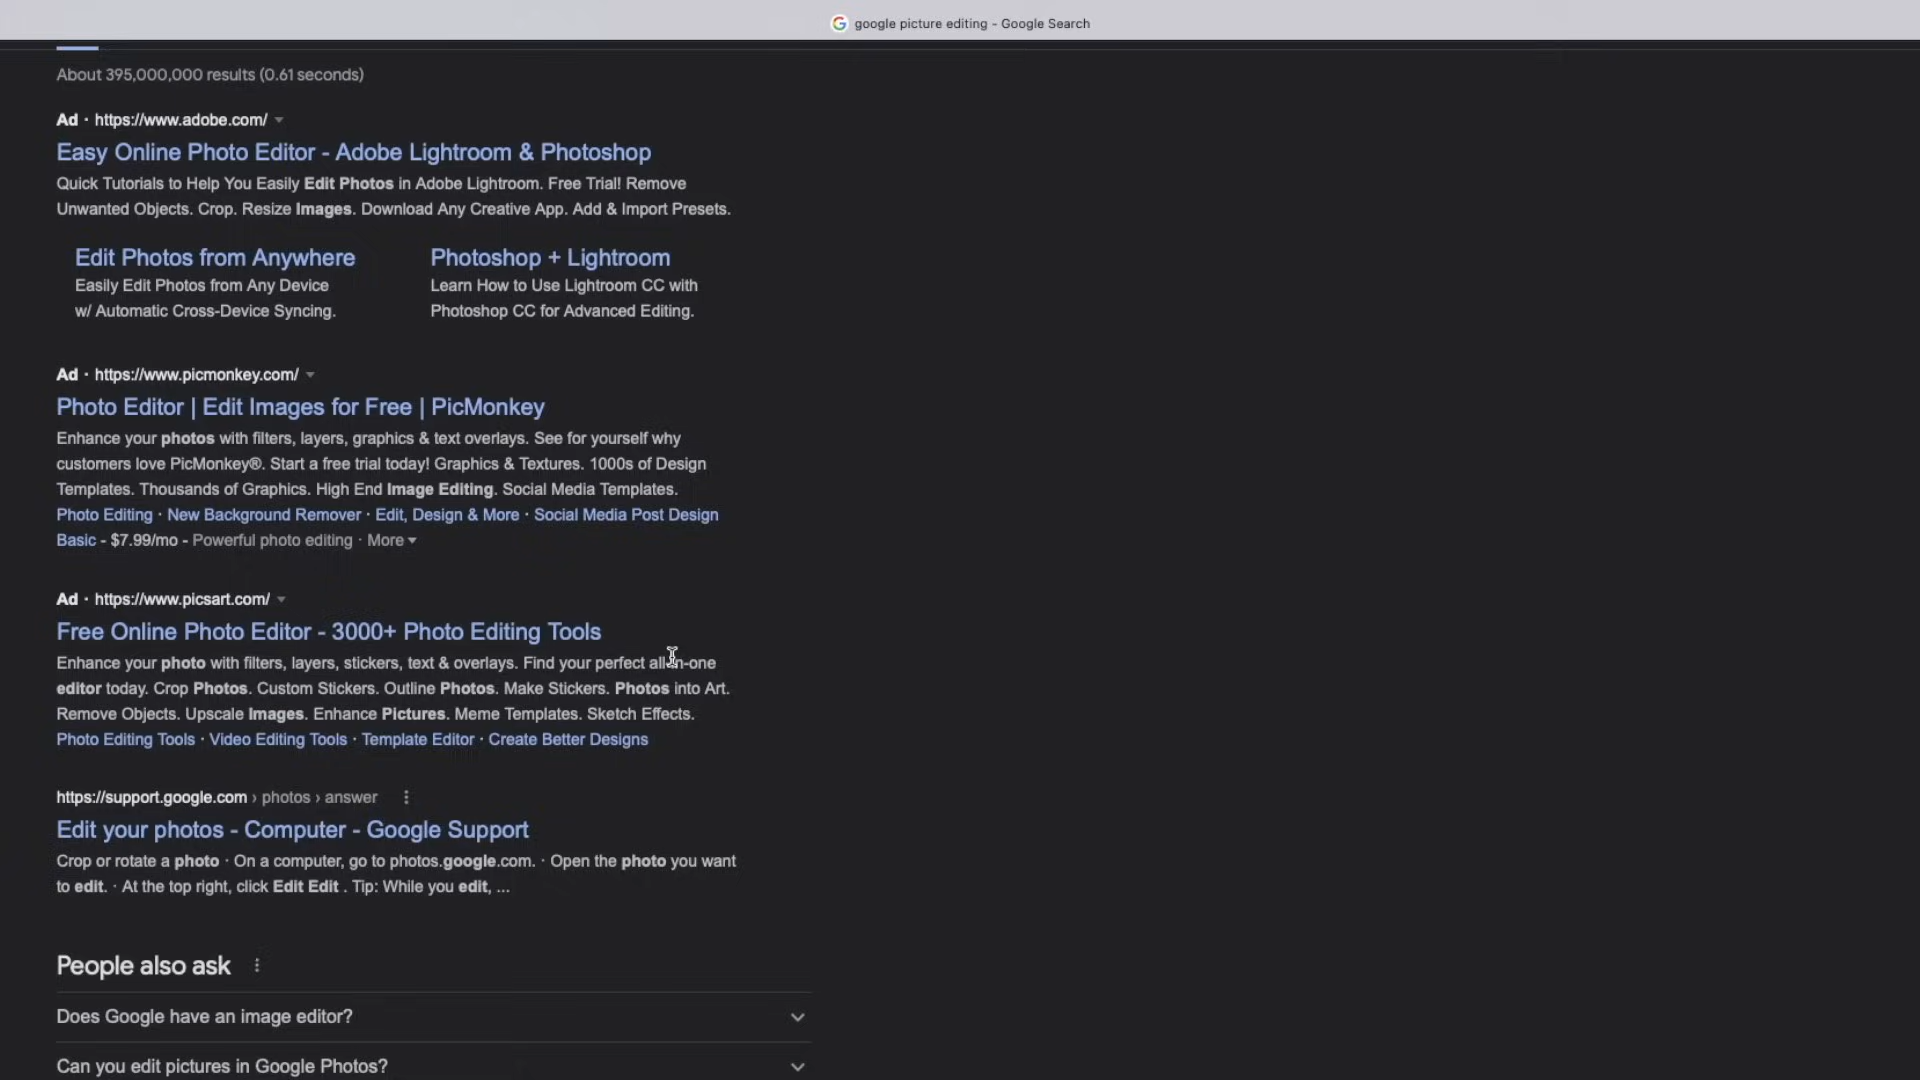 google picture editing - Google Search
About 395,000,000 results (0.61 seconds)
Ad · https://www.adobe.com/
Easy Online Photo Editor - Adobe Lightroom & Photoshop
Quick Tutorials to Help You Easily Edit Photos in Adobe Lightroom. Free Trial! Remove
Unwanted Objects. Crop. Resize Images. Download Any Creative App. Add & Import Presets.
Edit Photos from Anywhere
Easily Edit Photos from Any Device
w/ Automatic Cross-Device Syncing.
Photoshop + Lightroom
Learn How to Use Lightroom CC with
Photoshop CC for Advanced Editing.
Ad · https://www.picmonkey.com/
Photo Editor | Edit Images for Free | PicMonkey
Enhance your photos with filters, layers, graphics & text overlays. See for yourself why
customers love PicMonkey®. Start a free trial today! Graphics & Textures. 1000s of Design
Templates. Thousands of Graphics. High End Image Editing. Social Media Templates.
Photo Editing · New Background Remover · Edit, Design & More · Social Media Post Design
Basic - $7.99/mo - Powerful photo editing · More
Ad · https://www.picsart.com/
Free Online Photo Editor - 3000+ Photo Editing Tools
Enhance your photo with filters, layers, stickers, text & overlays. Find your perfect all-in-one
editor today. Crop Photos. Custom Stickers. Outline Photos. Make Stickers. Photos into Art.
Remove Objects. Upscale Images. Enhance Pictures. Meme Templates. Sketch Effects.
Photo Editing Tools · Video Editing Tools · Template Editor · Create Better Designs
https://support.google.com › photos › answer
Edit your photos - Computer - Google Support
Crop or rotate a photo · On a computer, go to photos.google.com. · Open the photo you want
to edit. · At the top right, click Edit Edit . Tip: While you edit, ...
People also ask
Does Google have an image editor?
Can you edit pictures in Google Photos?